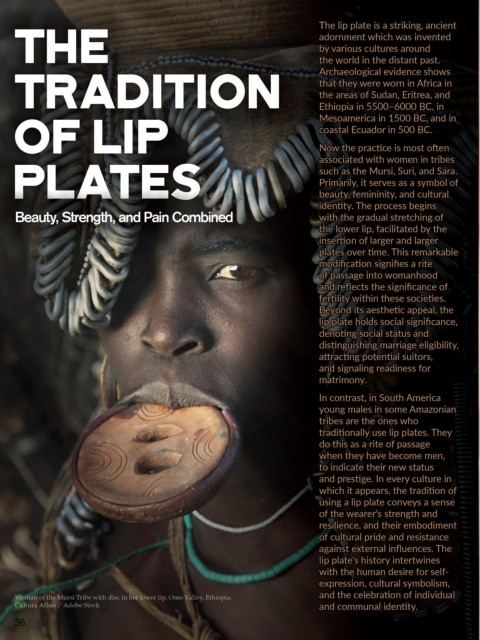 THE
TRADITION
OF LIP
PLATES
Beauty, Strength, and Pain Combined
The lip plate is a striking, ancient
adornment which was invented
by various cultures around
the world in the distant past.
Archaeological evidence shows
that they were worn in Africa in
the areas of Sudan, Eritrea, and
Ethiopia in 5500–6000 BC, in
Mesoamerica in 1500 BC, and in
coastal Ecuador in 500 BC.
Now the practice is most often
associated with women in tribes
such as the Mursi, Suri, and Sara.
Primarily, it serves as a symbol of
beauty, femininity, and cultural
identity. The process begins
with the gradual stretching of
the lower lip, facilitated by the
insertion of larger and larger
plates over time. This remarkable
modification signifies a rite
of passage into womanhood
and reflects the significance of
fertility within these societies.
Beyond its aesthetic appeal, the
lip plate holds social significance,
denoting social status and
distinguishing marriage eligibility,
attracting potential suitors,
and signaling readiness for
matrimony.
In contrast, in South America
young males in some Amazonian
tribes are the ones who
traditionally use lip plates. They
do this as a rite of passage
when they have become men,
to indicate their new status
and prestige. In every culture in
which it appears, the tradition of
using a lip plate conveys a sense
of the wearer's strength and
resilience, and their embodiment
of cultural pride and resistance
against external influences. The
lip plate's history intertwines
with the human desire for self-
expression, cultural symbolism,
and the celebration of individual
and communal identity.
Woman of the Mursi Tribe with disc in her lower lip, Omo Valley, Ethiopia.
Cultura Allies / Adobe Stock
36